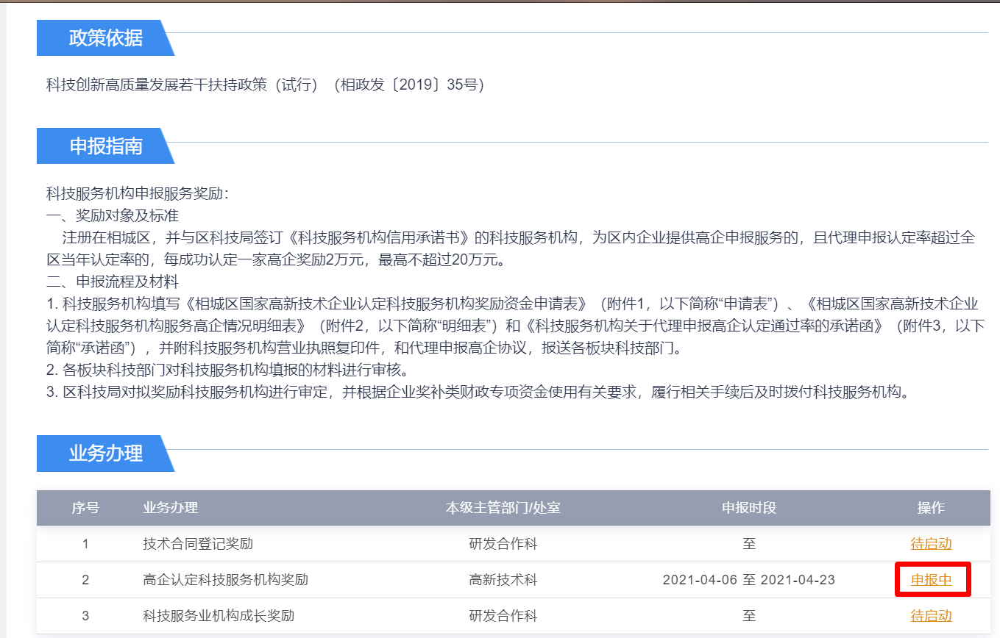 政策依据
科技创新高质量发展若干扶持政策（试行）（相政发〔2019〕35号）
申报指南
科技服务机构申报服务奖励：
一、奖励对象及标准
注册在相城区，并与区科技局签订《科技服务机构信用承诺书》的科技服务机构，为区内企业提供高企申报服务的，且代理申报认定率超过全
区当年认定率的，每成功认定一家高企奖励2万元，最高不超过20万元。
二、申报流程及材料
1. 科技服务机构填写《相城区国家高新技术企业认定科技服务机构奖励资金申请表》（附件1，以下简称“申请表”）、《相城区国家高新技术企业
认定科技服务机构服务高企情况明细表》（附件2，以下简称“明细表”）和《科技服务机构关于代理申报高企认定通过率的承诺函》（附件3，以下
简称“承诺函”），并附科技服务机构营业执照复印件，和代理申报高企协议，报送各板块科技部门。
2. 各板块科技部门对科技服务机构填报的材料进行审核。
3. 区科技局对拟奖励科技服务机构进行审定，并根据企业奖补类财政专项资金使用有关要求，履行相关手续后及时拨付科技服务机构。
业务办理
序号 业务办理 本级主管部门/处室 申报时段 操作
1 技术合同登记奖励 研发合作科 至 待启动
2 高企认定科技服务机构奖励 高新技术科 2021-04-06 至 2021-04-23 申报中
3 科技服务业机构成长奖励 研发合作科 至 待启动